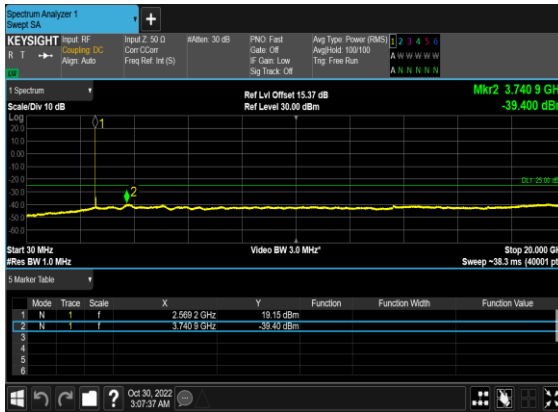 Spectrum Analyzer 1
Swept SA
+
KEYSIGHT Input: RF Input Z: 50 Ω #Atten: 30 dB PNO: Fast Avg Type: Power (RMS) 1 2 3 4 5 6
R T Coupling: DC Corr CCorr Gate: Off Avg|Hold: 100/100 A W W W W W
Align: Auto Freq Ref: Int (S) IF Gain: Low Trig: Free Run
Sig Track: Off A N N N N N
1 Spectrum Ref Lvl Offset 15.37 dB Mkr2 3.740 9 GH
Scale/Div 10 dB Ref Level 30.00 dBm -39.400 dB
Log
20.0
10.0
0.00
-10.0
-20.0
-30.0
-40.0
-50.0
-60.0
1
2
DL1 -25.00 dB
Start 30 MHz Video BW 3.0 MHz* Stop 20.000 G
#Res BW 1.0 MHz Sweep ~38.3 ms (40001 pt
5 Marker Table
Mode Trace Scale X Y Function Function Width Function Value
1 N 1 f 2.569 2 GHz 19.15 dBm
2 N 1 f 3.740 9 GHz -39.40 dBm
3
4
5
6
? Oct 30, 2022
3:07:37 AM